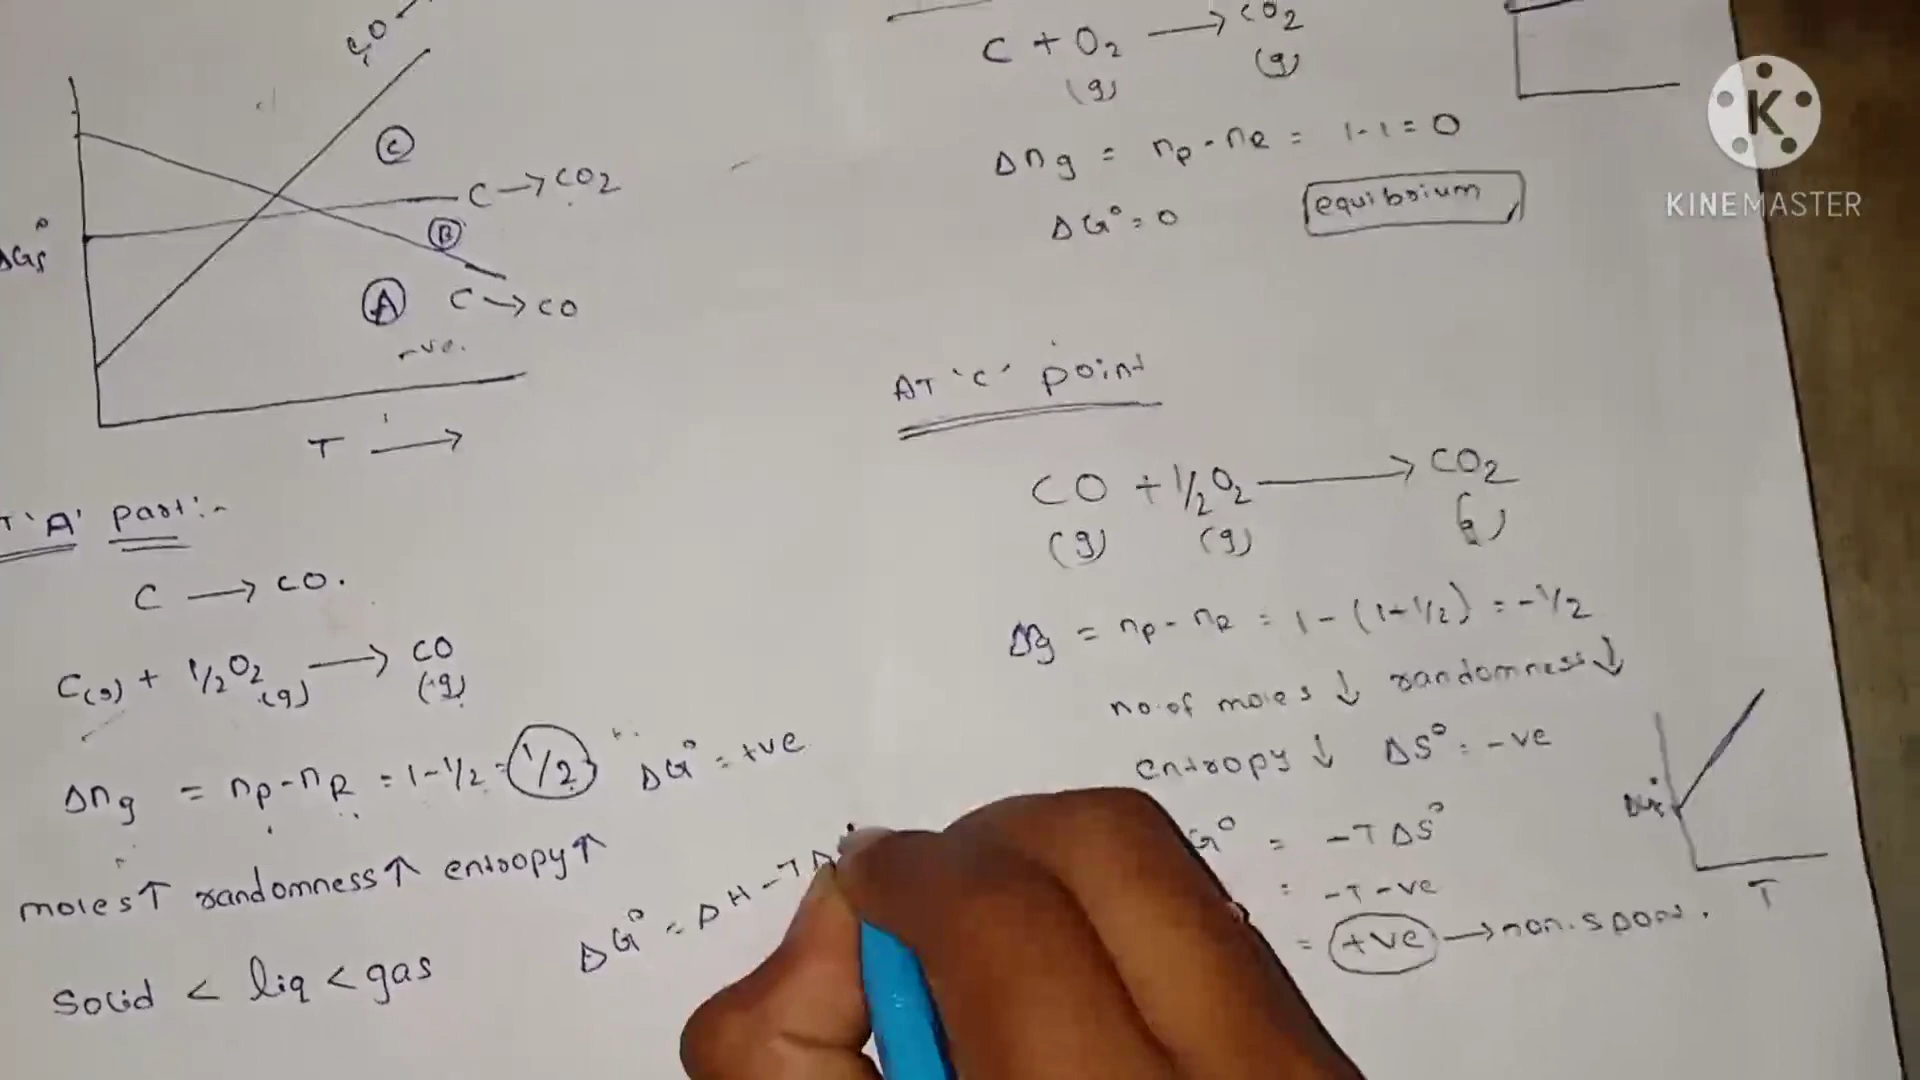 CO
C → CO2
C
B
A C → CO
-ve.
T →
'A' part:-
C → CO.
C(s) + 1/2O2 (g) → CO (g)
Δng = np-nR = 1-1/2 = 1/2 ΔG° = +ve
moles↑ randomness↑ entropy↑
ΔG° = ΔH -T
Solid < liq < gas
C + O2 → CO2
(g) (g)
Δng = np-nR = 1-1 = 0
ΔG° = 0 equibrium
AT 'C' point
CO + 1/2O2 → CO2
(g) (g) (g)
= np-nR = 1-(1+1/2) = -1/2
no.of moles ↓ randomness↓
entropy ↓ ΔS° = -ve
G° = -TΔS°
= -T -ve
= +ve → non.spont.
T
K
KINEMASTER